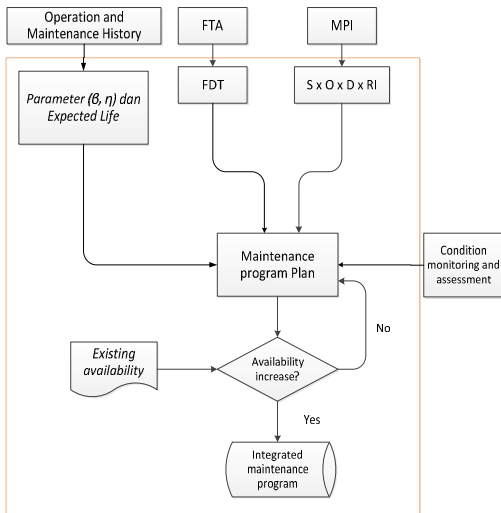 Operation and
Maintenance History
FTA
MPI
Parameter (β, η) dan
Expected Life
FDT
S x O x D x RI
Maintenance
program Plan
Condition
monitoring and
assessment
No
Existing
availability
Availability
increase?
Yes
Integrated
maintenance
program